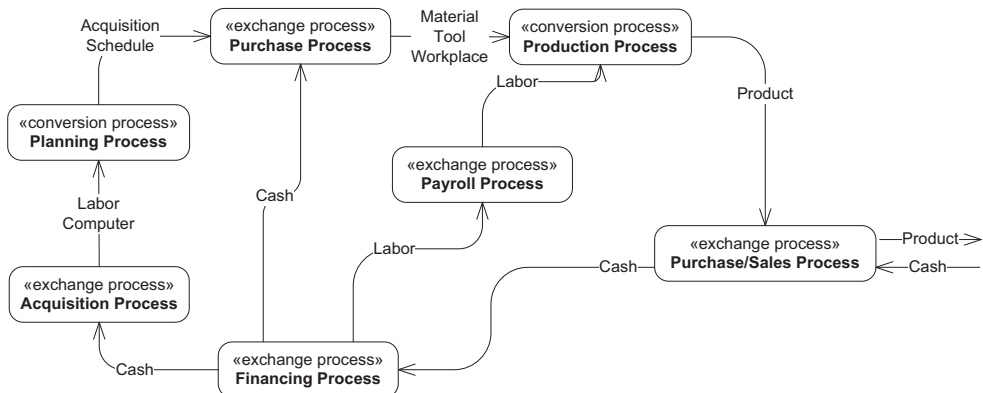 Acquisition
Schedule
«exchange process»
Purchase Process
Material
Tool
Workplace
«conversion process»
Production Process
Labor
Product
«conversion process»
Planning Process
«exchange process»
Payroll Process
Cash
Labor
Computer
Labor
«exchange process»
Purchase/Sales Process
Product
Cash
Cash
«exchange process»
Acquisition Process
Cash
«exchange process»
Financing Process